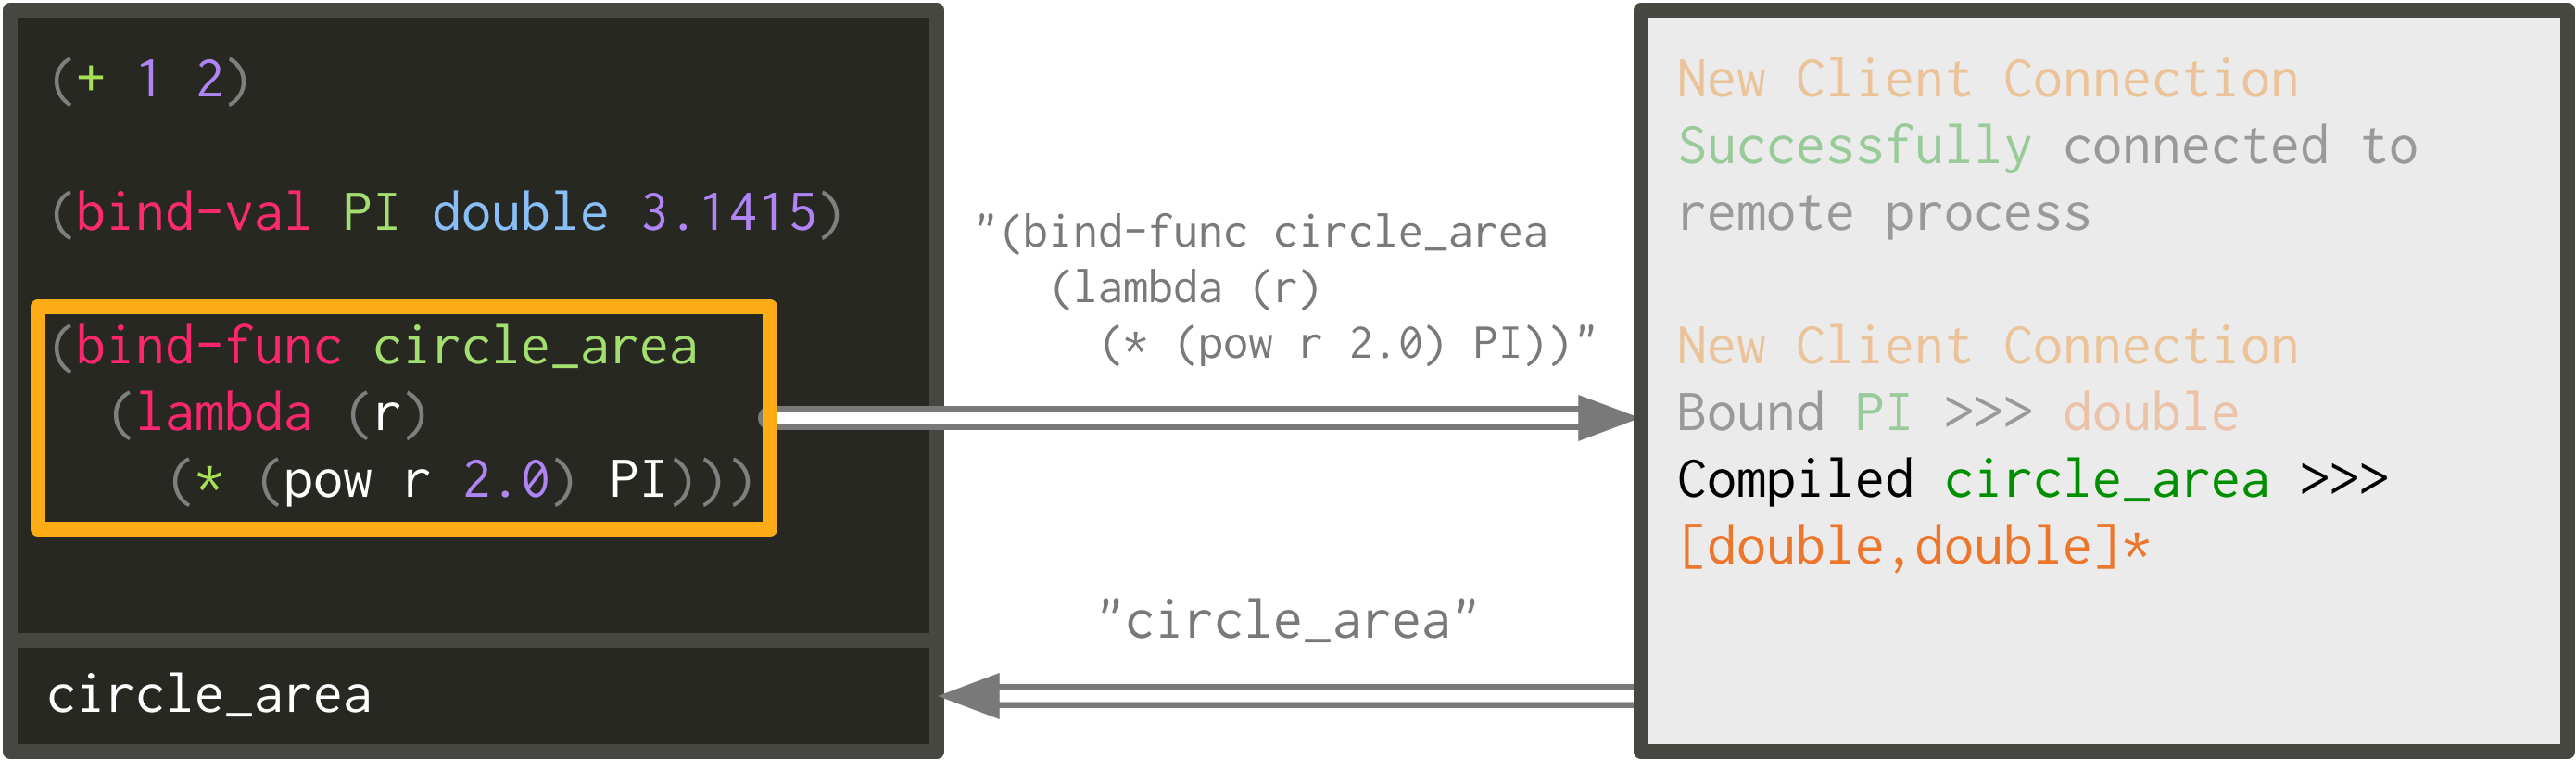 (+ 1 2)
(bind-val PI double 3.1415)
(bind-func circle_area
(lambda (r)
(* (pow r 2.0) PI)))
circle_area
"(bind-func circle_area
(lambda (r)
(* (pow r 2.0) PI))"
"circle_area"
New Client Connection
Successfully connected to
remote process
New Client Connection
Bound PI >>> double
Compiled circle_area >>>
[double,double]*